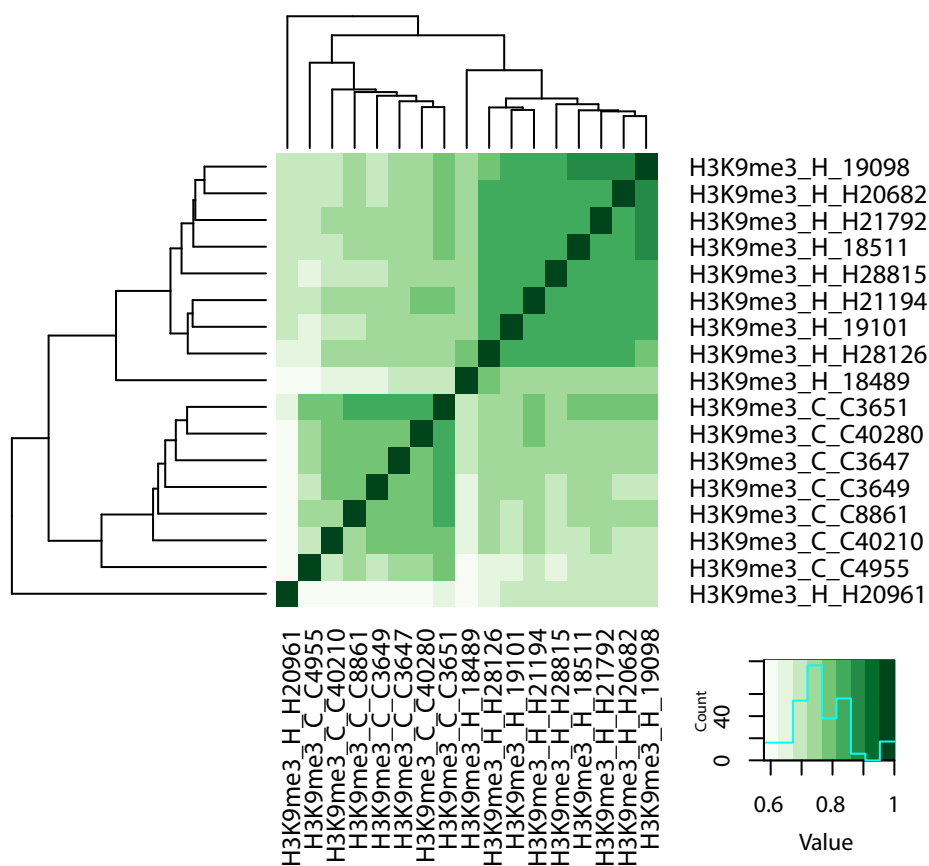 H3K9me3_H_19098
H3K9me3_H_H20682
H3K9me3_H_H21792
H3K9me3_H_18511
H3K9me3_H_H28815
H3K9me3_H_H21194
H3K9me3_H_19101
H3K9me3_H_H28126
H3K9me3_H_18489
H3K9me3_C_C3651
H3K9me3_C_C40280
H3K9me3_C_C3647
H3K9me3_C_C3649
H3K9me3_C_C8861
H3K9me3_C_C40210
H3K9me3_C_C4955
H3K9me3_H_H20961
H3K9me3_H_H20961
H3K9me3_C_C4955
H3K9me3_C_C40210
H3K9me3_C_C8861
H3K9me3_C_C3649
H3K9me3_C_C3647
H3K9me3_C_C40280
H3K9me3_C_C3651
H3K9me3_H_18489
H3K9me3_H_H28126
H3K9me3_H_19101
H3K9me3_H_H21194
H3K9me3_H_H28815
H3K9me3_H_18511
H3K9me3_H_H21792
H3K9me3_H_H20682
H3K9me3_H_19098
Count
0 40
0.6 0.8 1
Value